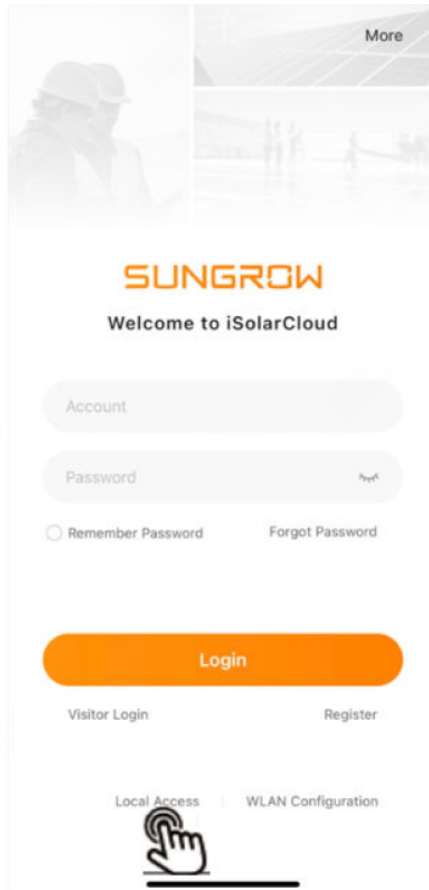 More
SUNGROW
Welcome to iSolarCloud
Account
Password
Remember Password Forgot Password
Login
Visitor Login Register
Local Access WLAN Configuration